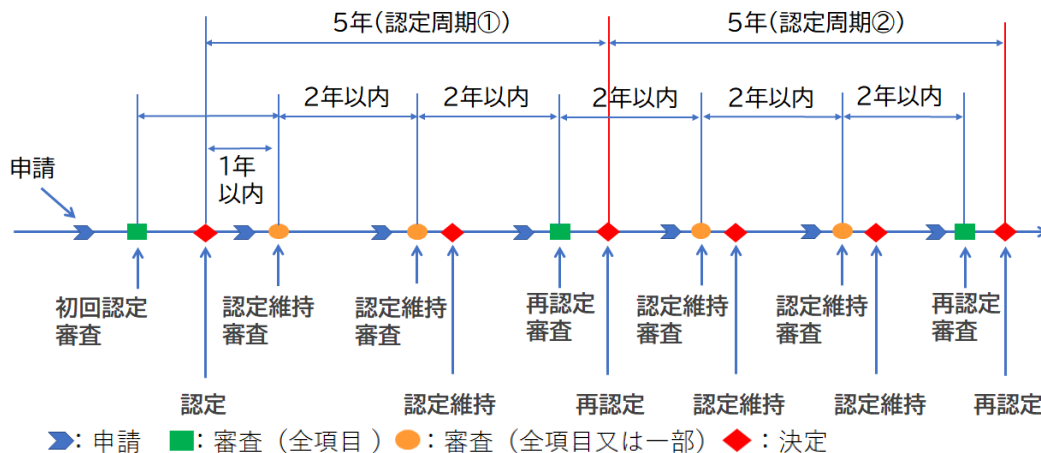 5年(認定周期①)
5年(認定周期②)
2年以内
2年以内
2年以内
2年以内
2年以内
申請
1年
以内
初回認定
審査
認定維持
審査
認定維持
審査
再認定
審査
認定維持
審査
認定維持
審査
再認定
審査
認定
認定維持
再認定
認定維持
認定維持
再認定
：申請
：審査（全項目 ）
：審査（全項目又は一部）
：決定